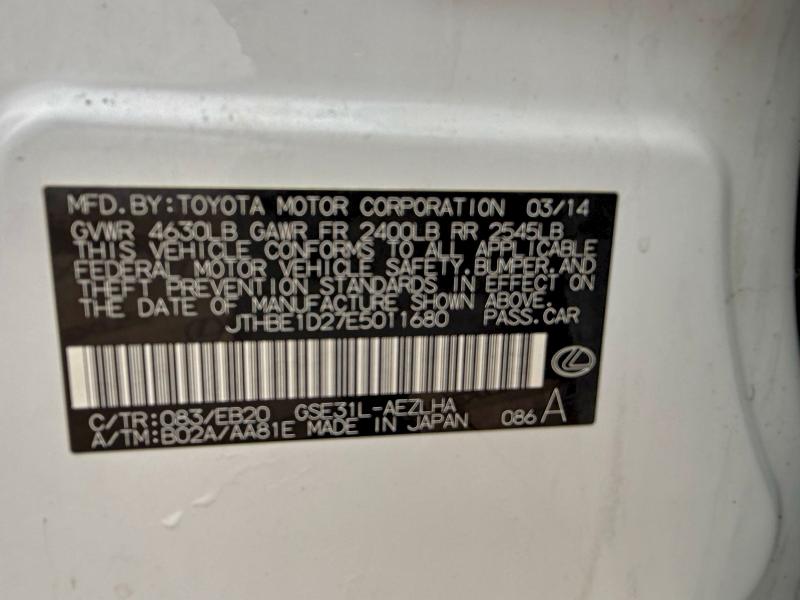 MFD.BY:TOYOTA MOTOR CORPORATION 03/14
GVWR 4630LB GAWR FR 2400LB RR 2545LB
THIS VEHICLE CONFORMS TO ALL APPLICABLE
FEDERAL MOTOR VEHICLE SAFETY.BUMPER.AND
THEFT PREVENTION STANDARDS IN EFFECT ON
THE DATE OF MANUFACTURE SHOWN ABOVE.
JTHBE1D27E5011680 PASS.CAR
C/TR:083/EB20 GSE31L-AEZLHA
A/TM:B02A/AA81E MADE IN JAPAN 086 A